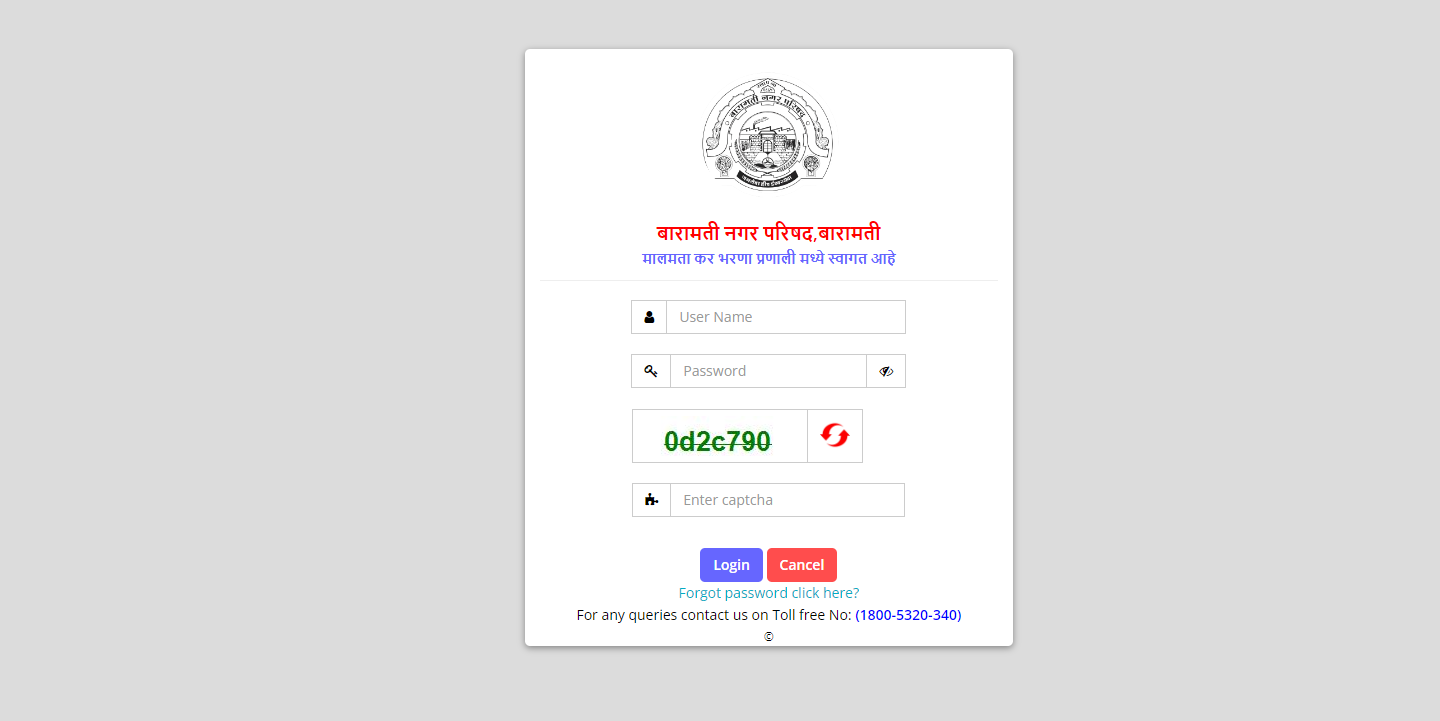 बारामती नगर परिषद
बारामती नगर परिषद,बारामती
मालमता कर भरणा प्रणाली मध्ये स्वागत आहे
User Name
Password
0d2c790
Enter captcha
Login Cancel
Forgot password click here?
For any queries contact us on Toll free No: (1800-5320-340)
©